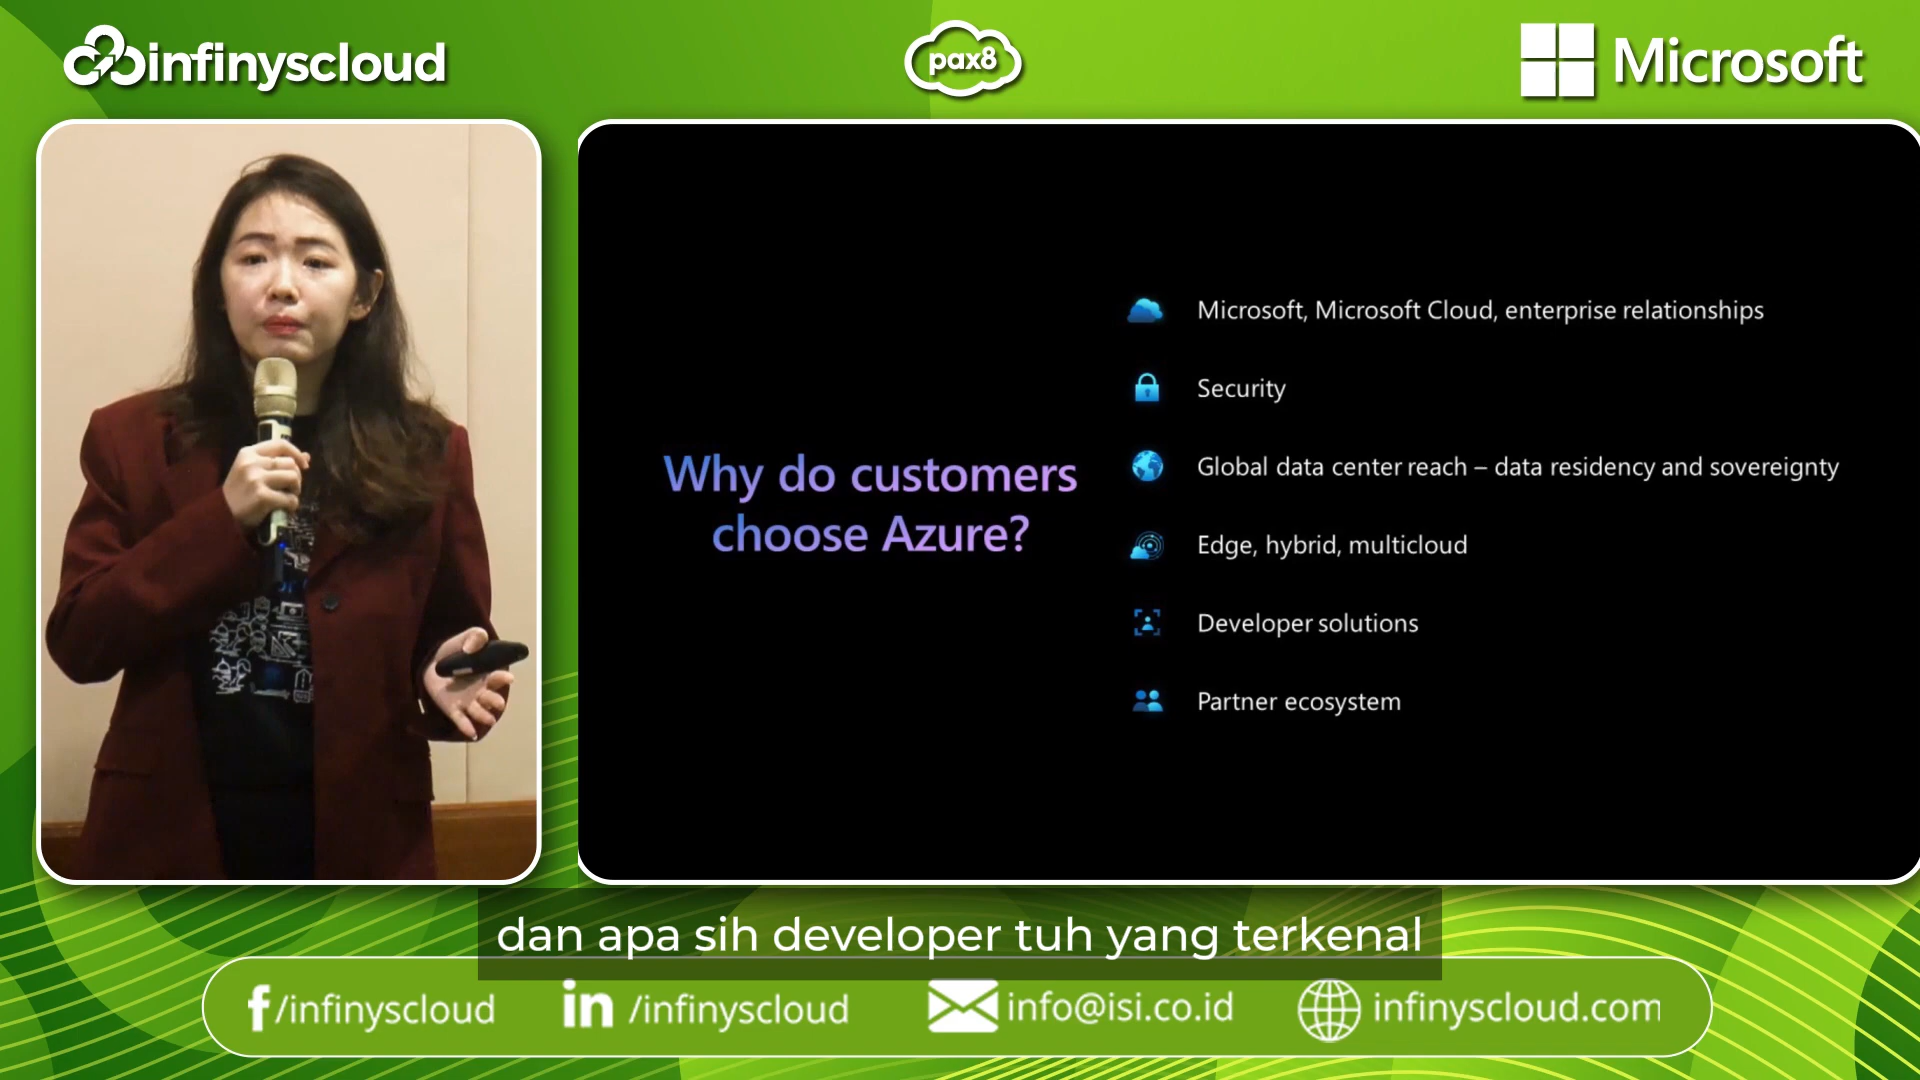 infinyscloud
pax8
Microsoft
Why do customers
choose Azure?
Microsoft, Microsoft Cloud, enterprise relationships
Security
Global data center reach – data residency and sovereignty
Edge, hybrid, multicloud
Developer solutions
Partner ecosystem
dan apa sih developer tuh yang terkenal
/infinyscloud
in /infinyscloud
info@isi.co.id
infinyscloud.com